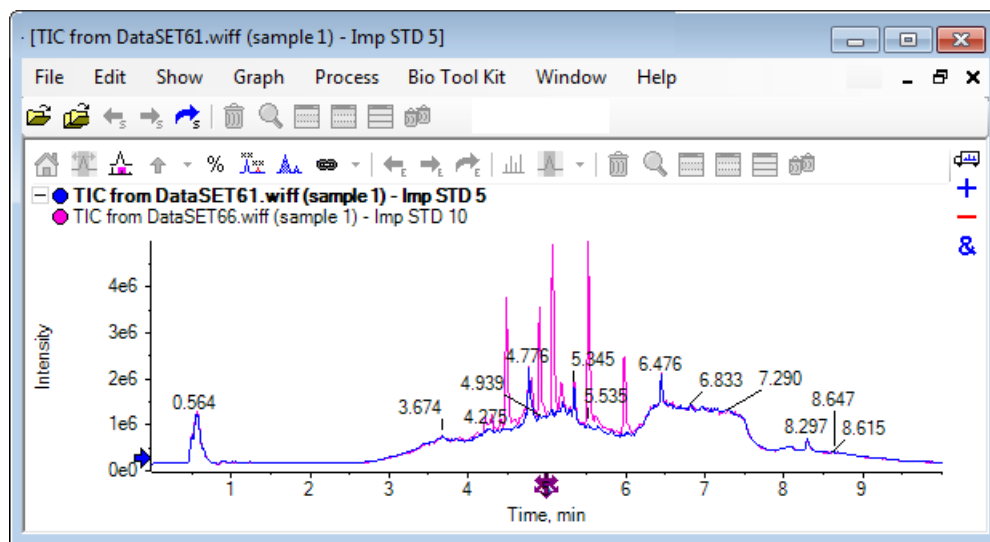 [TIC from DataSET61.wiff (sample 1) - Imp STD 5]
File Edit Show Graph Process Bio Tool Kit Window Help
S S S
% E E E
TIC from DataSET61.wiff (sample 1) - Imp STD 5
TIC from DataSET66.wiff (sample 1) - Imp STD 10
&
4e6
3e6
2e6
1e6
0e0
Intensity
0.564
3.674
4.275
4.939
4.776
5.345
5.535
6.476
6.833
7.290
8.297
8.647
8.615
1 2 3 4 5 6 7 8 9
Time, min